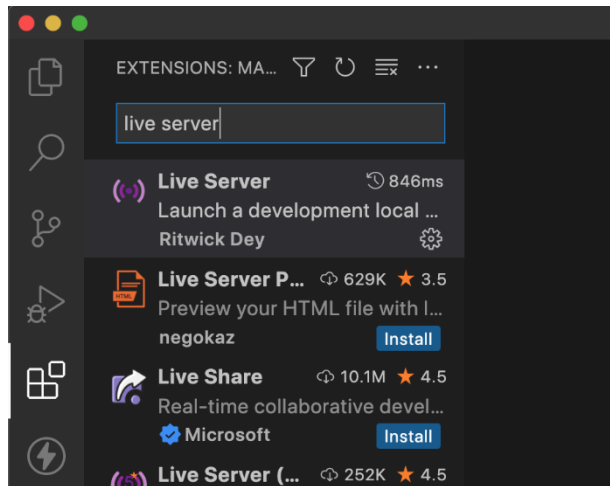 EXTENSIONS: MA...
live server
Live Server 846ms
Launch a development local ...
Ritwick Dey
Live Server P... 629K ★ 3.5
HTML
Preview your HTML file with l...
negokaz Install
Live Share 10.1M ★ 4.5
Real-time collaborative devel...
Microsoft Install
Live Server (... 252K ★ 4.5